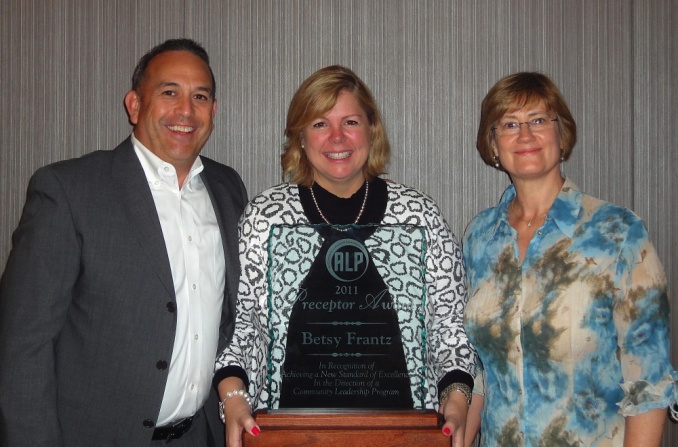 ALP
2011
Preceptor Award
Betsy Frantz
In Recognition of
Achieving a New Standard of Excellence
In the Direction of a
Community Leadership Program